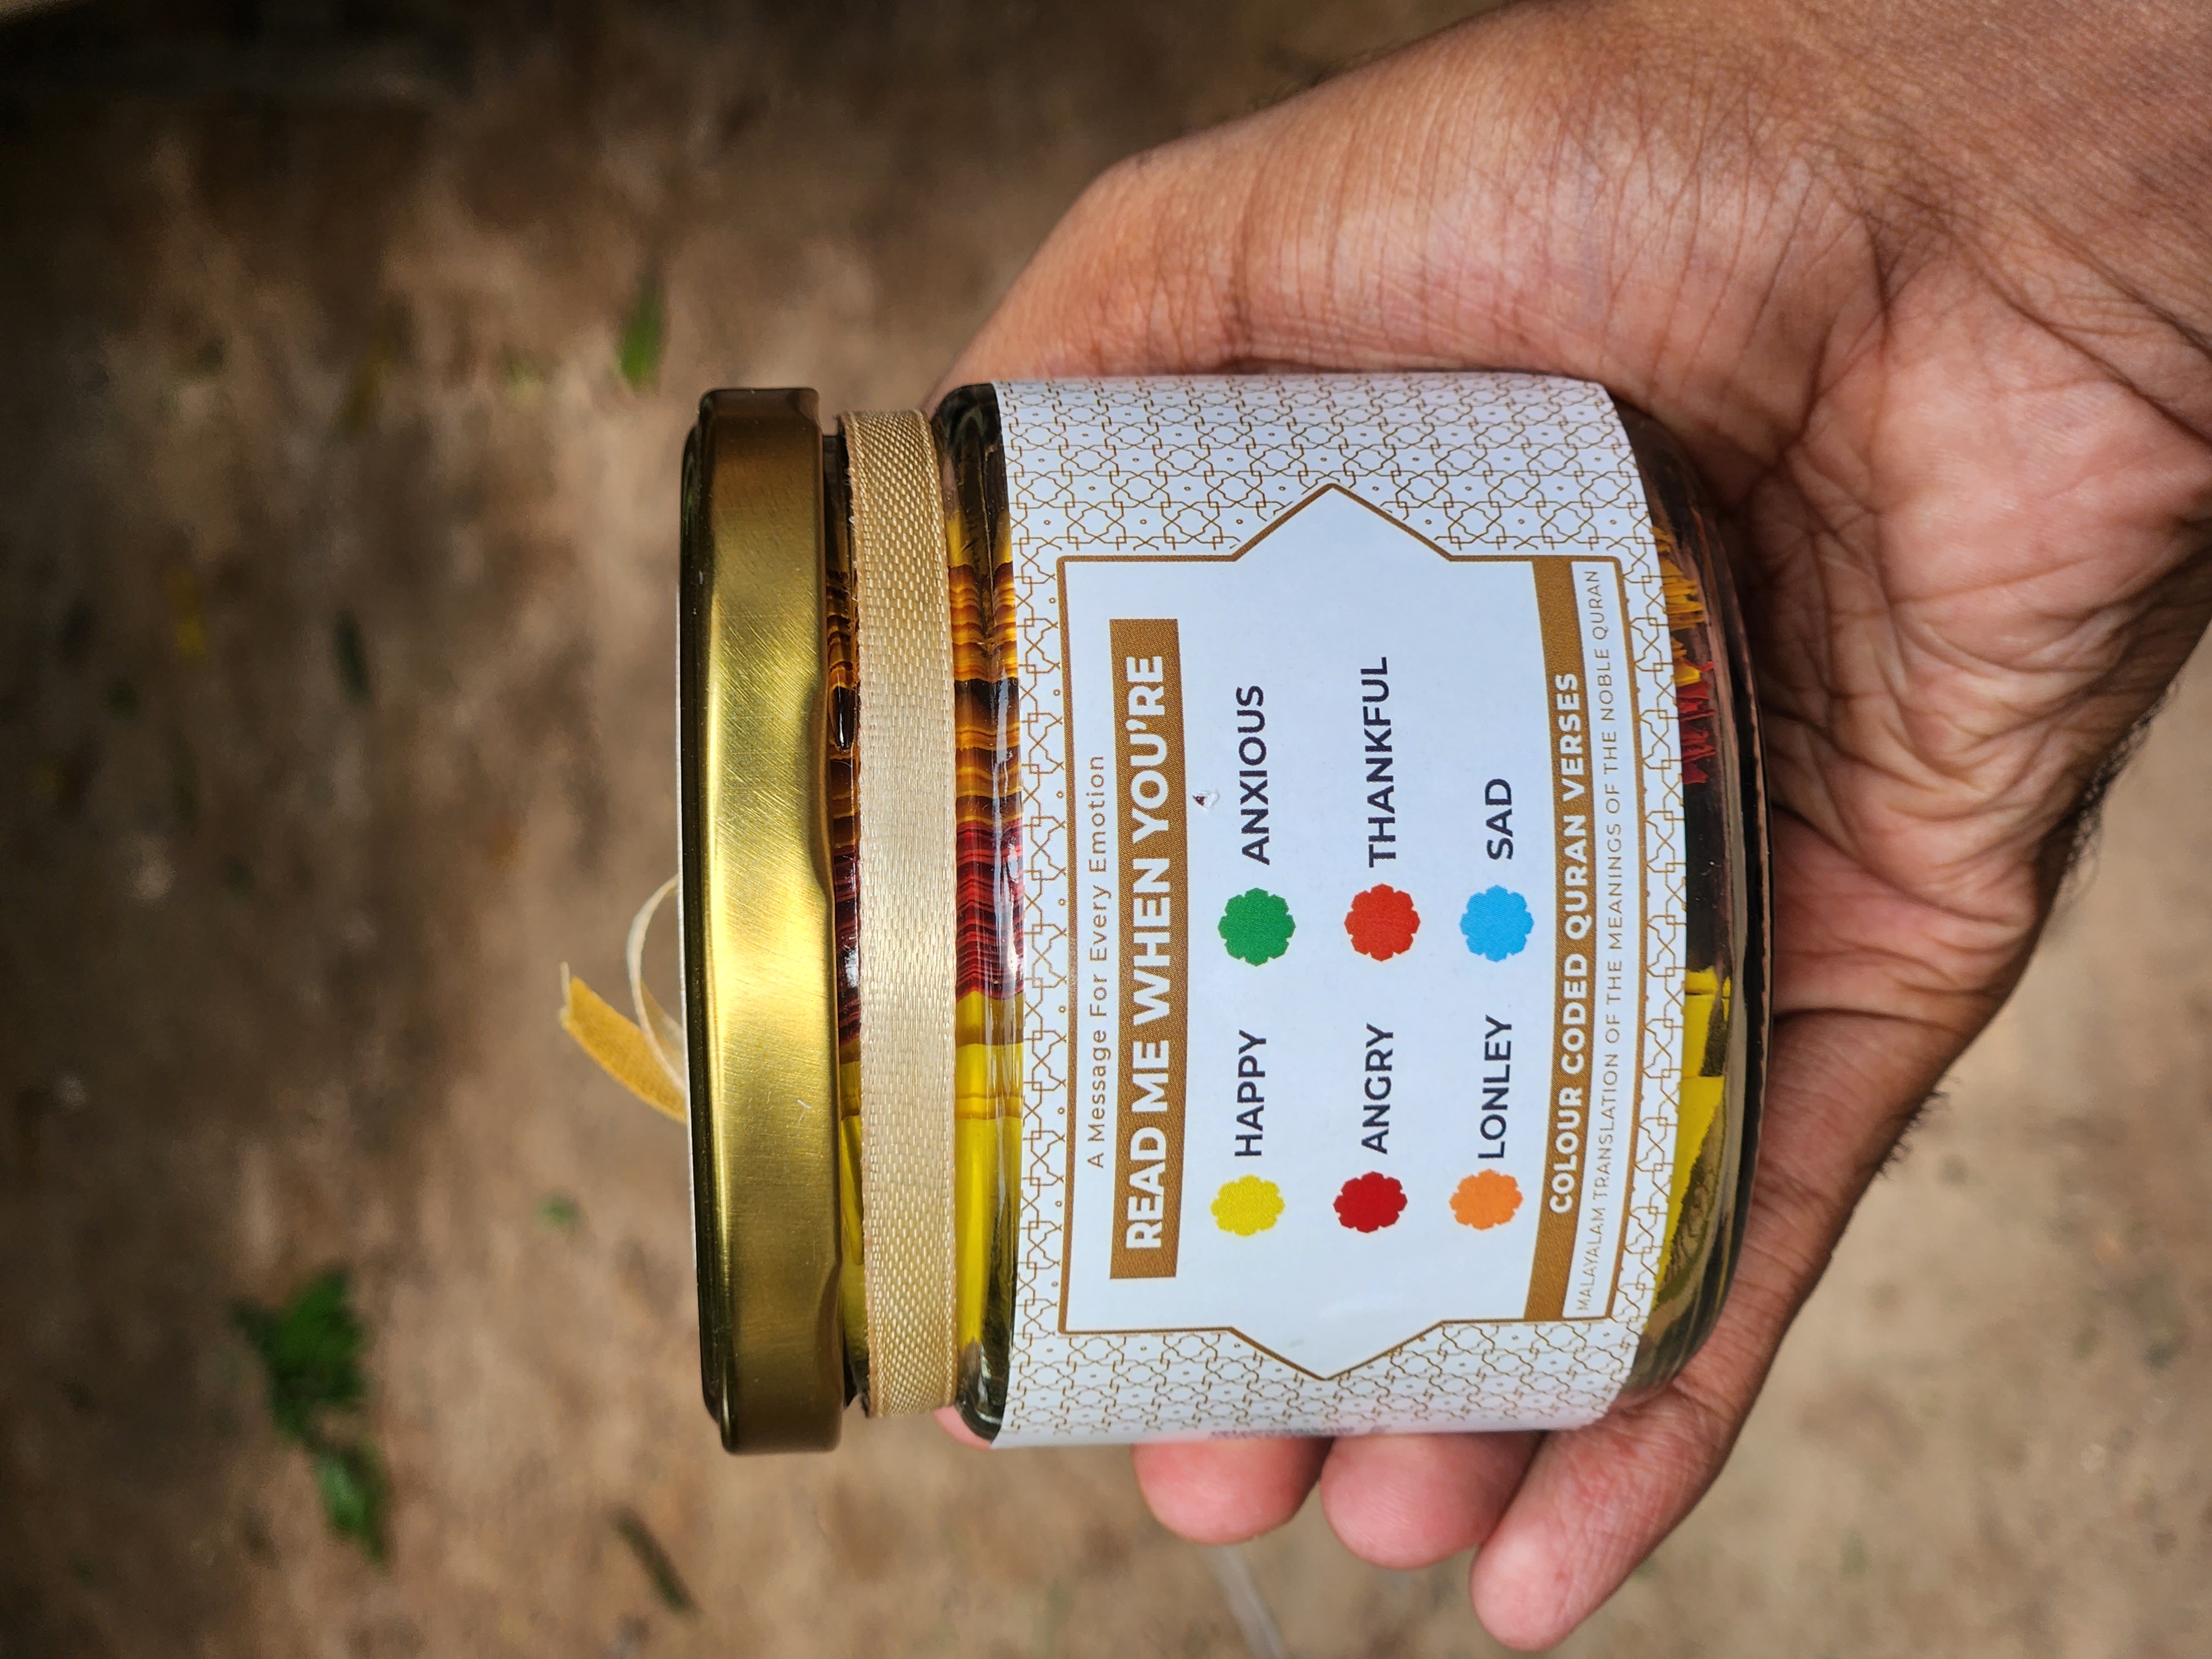 A Message For Every Emotion
READ ME WHEN YOU'RE
HAPPY ANXIOUS
ANGRY THANKFUL
LONLEY SAD
COLOUR CODED QURAN VERSES
MALAYALAM TRANSLATION OF THE MEANINGS OF THE NOBLE QURAN